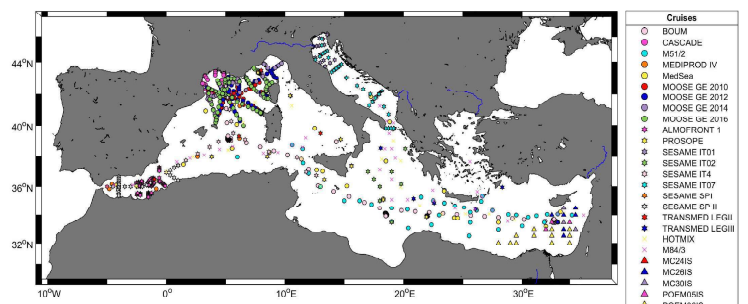 Cruises
BOUM
CASCADE
M51/2
MEDIPROD IV
MedSea
MOOSE GE 2010
MOOSE GE 2012
MOOSE GE 2014
MOOSE GE 2016
ALMOFRONT 1
PROSOPE
SESAME IT01
SESAME IT02
SESAME IT4
SESAME IT07
SESAME SPI
SESAME SP II
TRANSMED LEGII
TRANSMED LEGIII
HOTMIX
M84/3
MC24IS
MC26IS
MC30IS
POEM05IS
44°N
40°N
36°N
32°N
10°W 0° 10°E 20°E 30°E